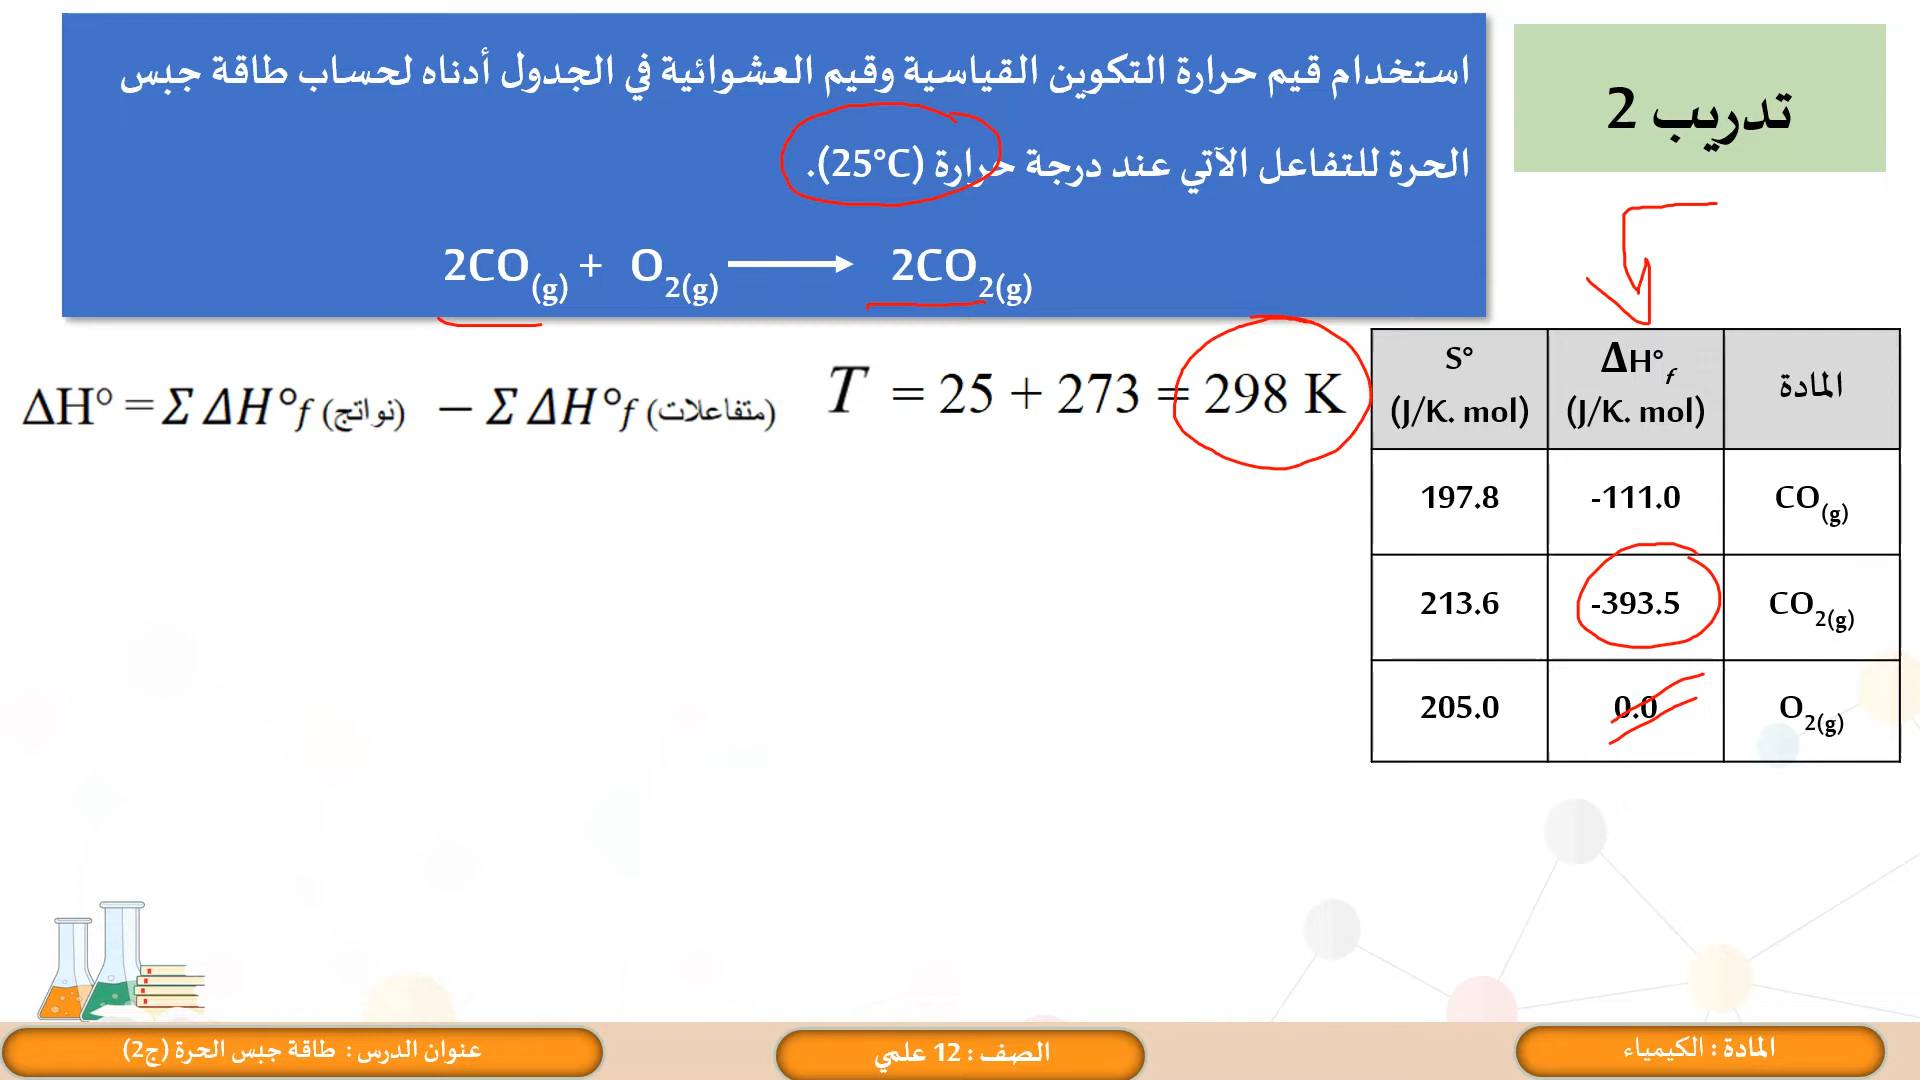 تدريب 2
استخدام قيم حرارة التكوين القياسية وقيم العشوائية في الجدول أدناه لحساب طاقة جبس
الحرة للتفاعل الآتي عند درجة حرارة (25°C).
2CO(g) + O2(g) ⟶ 2CO2(g)
ΔH° = Σ ΔH°f (نواتج) − Σ ΔH°f (متفاعلات)
T = 25 + 273 = 298 K
المادة ΔH°f (J/K. mol) S° (J/K. mol)
CO(g) -111.0 197.8
CO2(g) -393.5 213.6
O2(g) 0.0 205.0
المادة : الكيمياء
الصف : 12 علمي
عنوان الدرس : طاقة جبس الحرة (ج2)